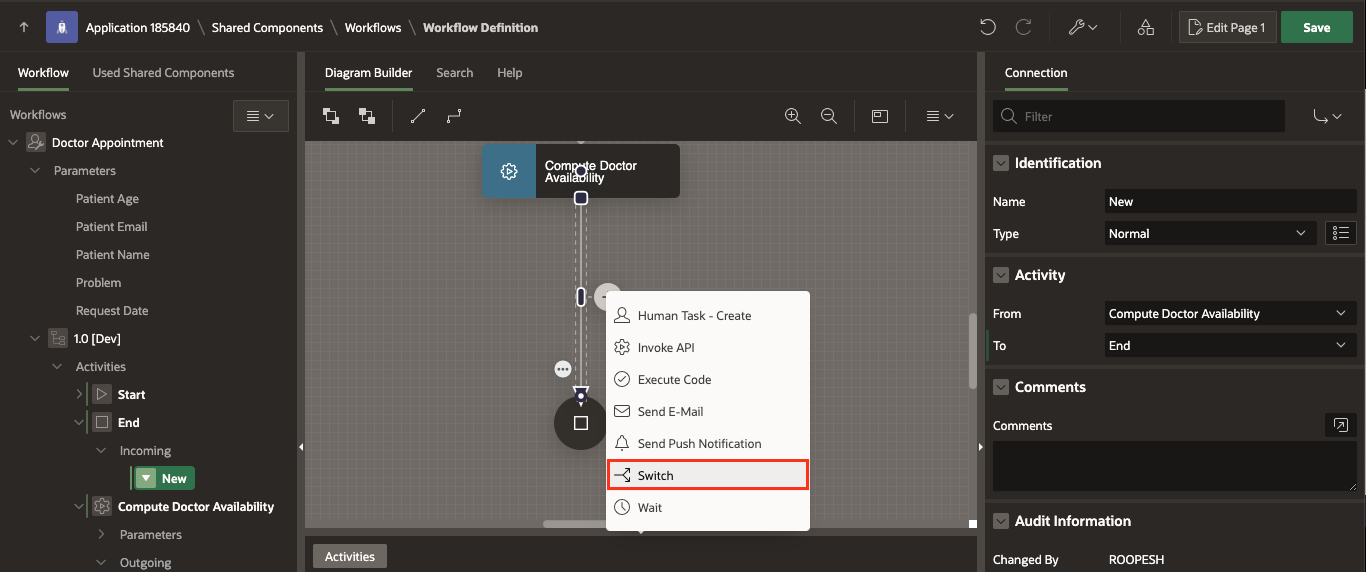 Application 185840 \ Shared Components \ Workflows \ Workflow Definition
Edit Page 1
Save
Workflow
Used Shared Components
Workflows
Doctor Appointment
Parameters
Patient Age
Patient Email
Patient Name
Problem
Request Date
1.0 [Dev]
Activities
Start
End
Incoming
New
Compute Doctor Availability
Parameters
Outgoing
Diagram Builder
Search
Help
Compute Doctor
Availability
Human Task - Create
Invoke API
Execute Code
Send E-Mail
Send Push Notification
Switch
Wait
Activities
Connection
Filter
Identification
Name New
Type Normal
Activity
From Compute Doctor Availability
To End
Comments
Comments
Audit Information
Changed By ROOPESH